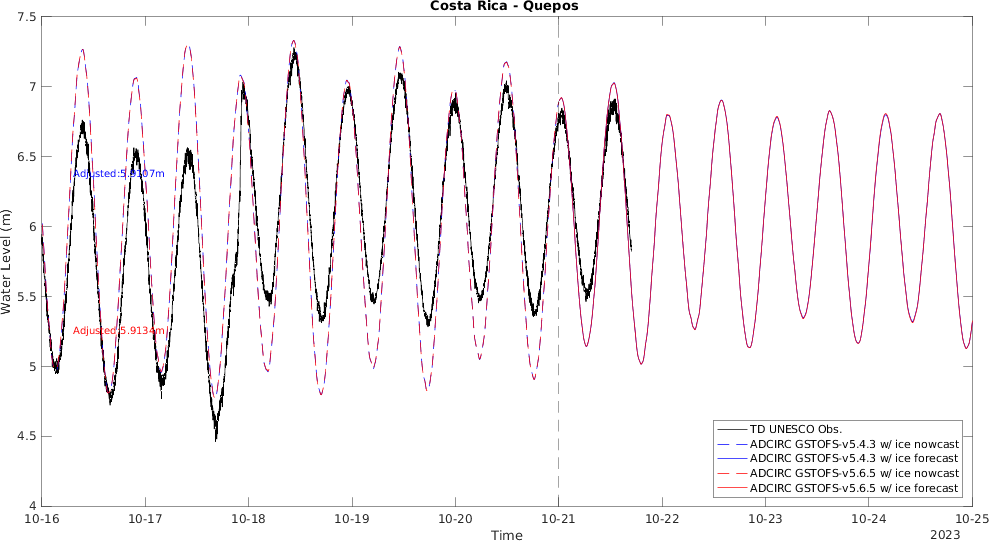 Costa Rica - Quepos
7.5
7
6.5
6
5.5
5
4.5
4
Water Level (m)
Adjusted:5.9107m
Adjusted:5.9134m
TD UNESCO Obs.
ADCIRC GSTOFS-v5.4.3 w/ ice nowcast
ADCIRC GSTOFS-v5.4.3 w/ ice forecast
ADCIRC GSTOFS-v5.6.5 w/ ice nowcast
ADCIRC GSTOFS-v5.6.5 w/ ice forecast
10-16 10-17 10-18 10-19 10-20 10-21 10-22 10-23 10-24 10-25
Time
2023